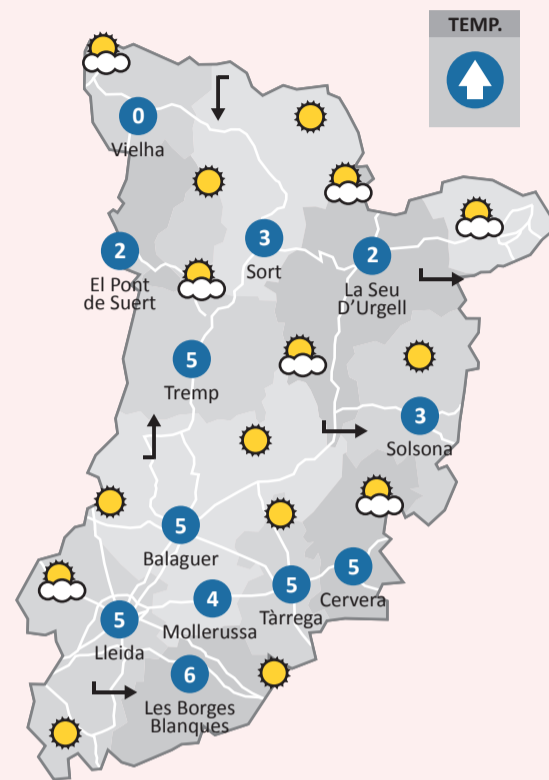 TEMP.
0
Vielha
2
El Pont
de Suert
3
Sort
2
La Seu
D'Urgell
5
Tremp
3
Solsona
5
Balaguer
5
Cervera
5
Tàrrega
4
Mollerussa
5
Lleida
6
Les Borges
Blanques